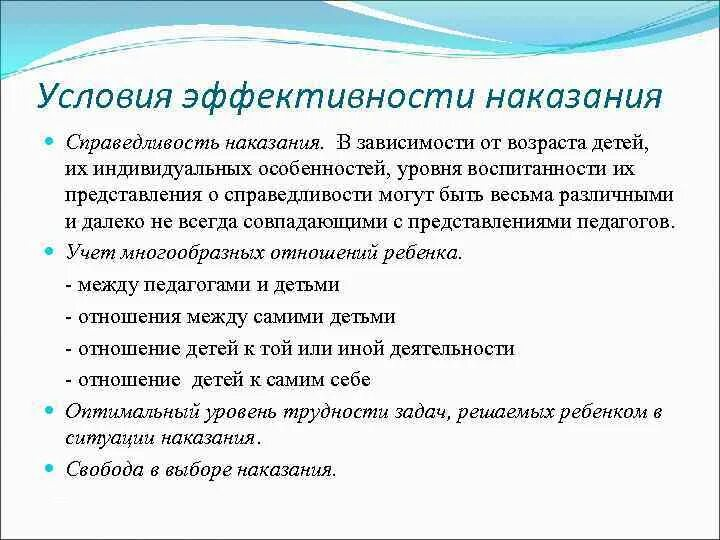 Условия эффективности наказания
Справедливость наказания. В зависимости от возраста детей,
их индивидуальных особенностей, уровня воспитанности их
представления о справедливости могут быть весьма различными
и далеко не всегда совпадающими с представлениями педагогов.
Учет многообразных отношений ребенка.
- между педагогами и детьми
- отношения между самими детьми
- отношение детей к той или иной деятельности
- отношение детей к самим себе
Оптимальный уровень трудности задач, решаемых ребенком в
ситуации наказания.
Свобода в выборе наказания.